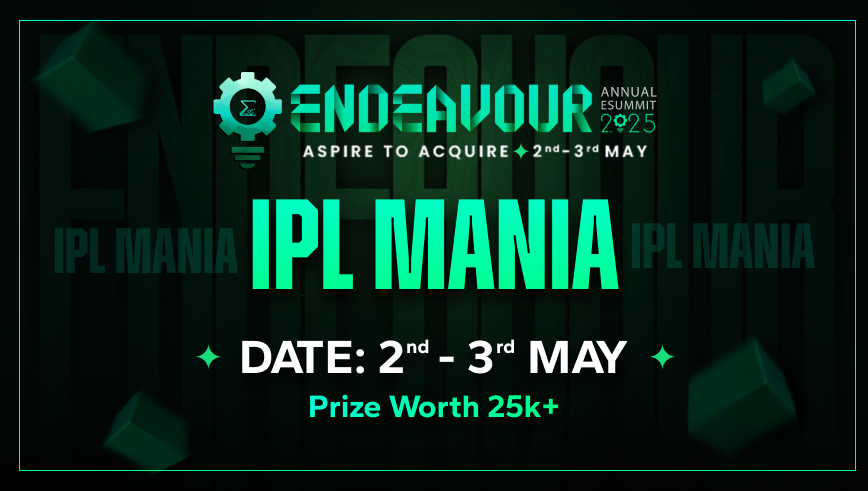 ENDEAVOUR
ENDEAVOUR
ANNUAL
ESUMMIT
2025
ASPIRE TO ACQUIRE ✦ 2nd-3rd MAY
IPL MANIA
IPL MANIA
IPL MANIA
DATE: 2nd - 3rd MAY
Prize Worth 25k+